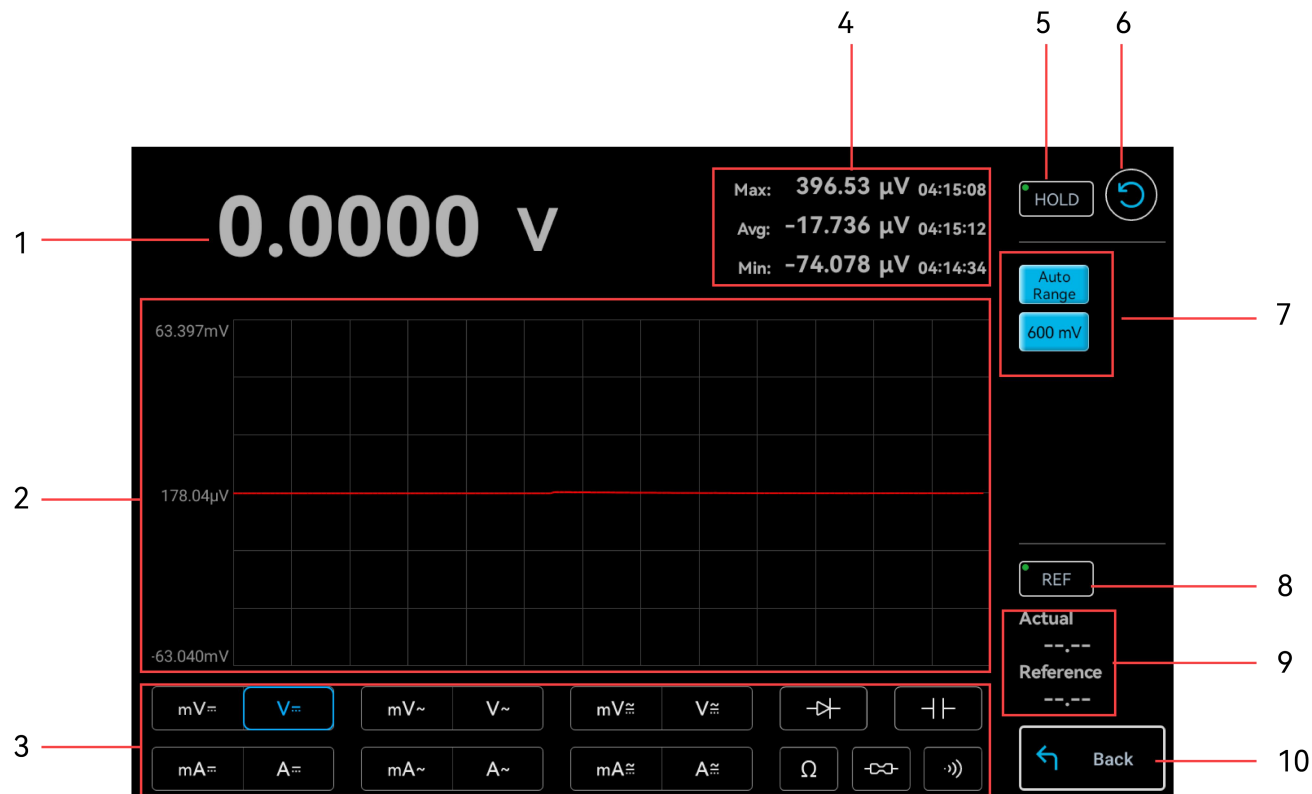 4 5 6
Max: 396.53 µV 04:15:08
HOLD
1 0.0000 V
Avg: -17.736 µV 04:15:12
Min: -74.078 µV 04:14:34
Auto
Range
7
63.397mV
600 mV
2 178.04µV
REF
8
Actual
--.--
-63.040mV
9
Reference
--.--
mV⎓ V⎓ mV~ V~ mV≅ V≅
3
mA⎓ A⎓ mA~ A~ mA≅ A≅ Ω
Back
10